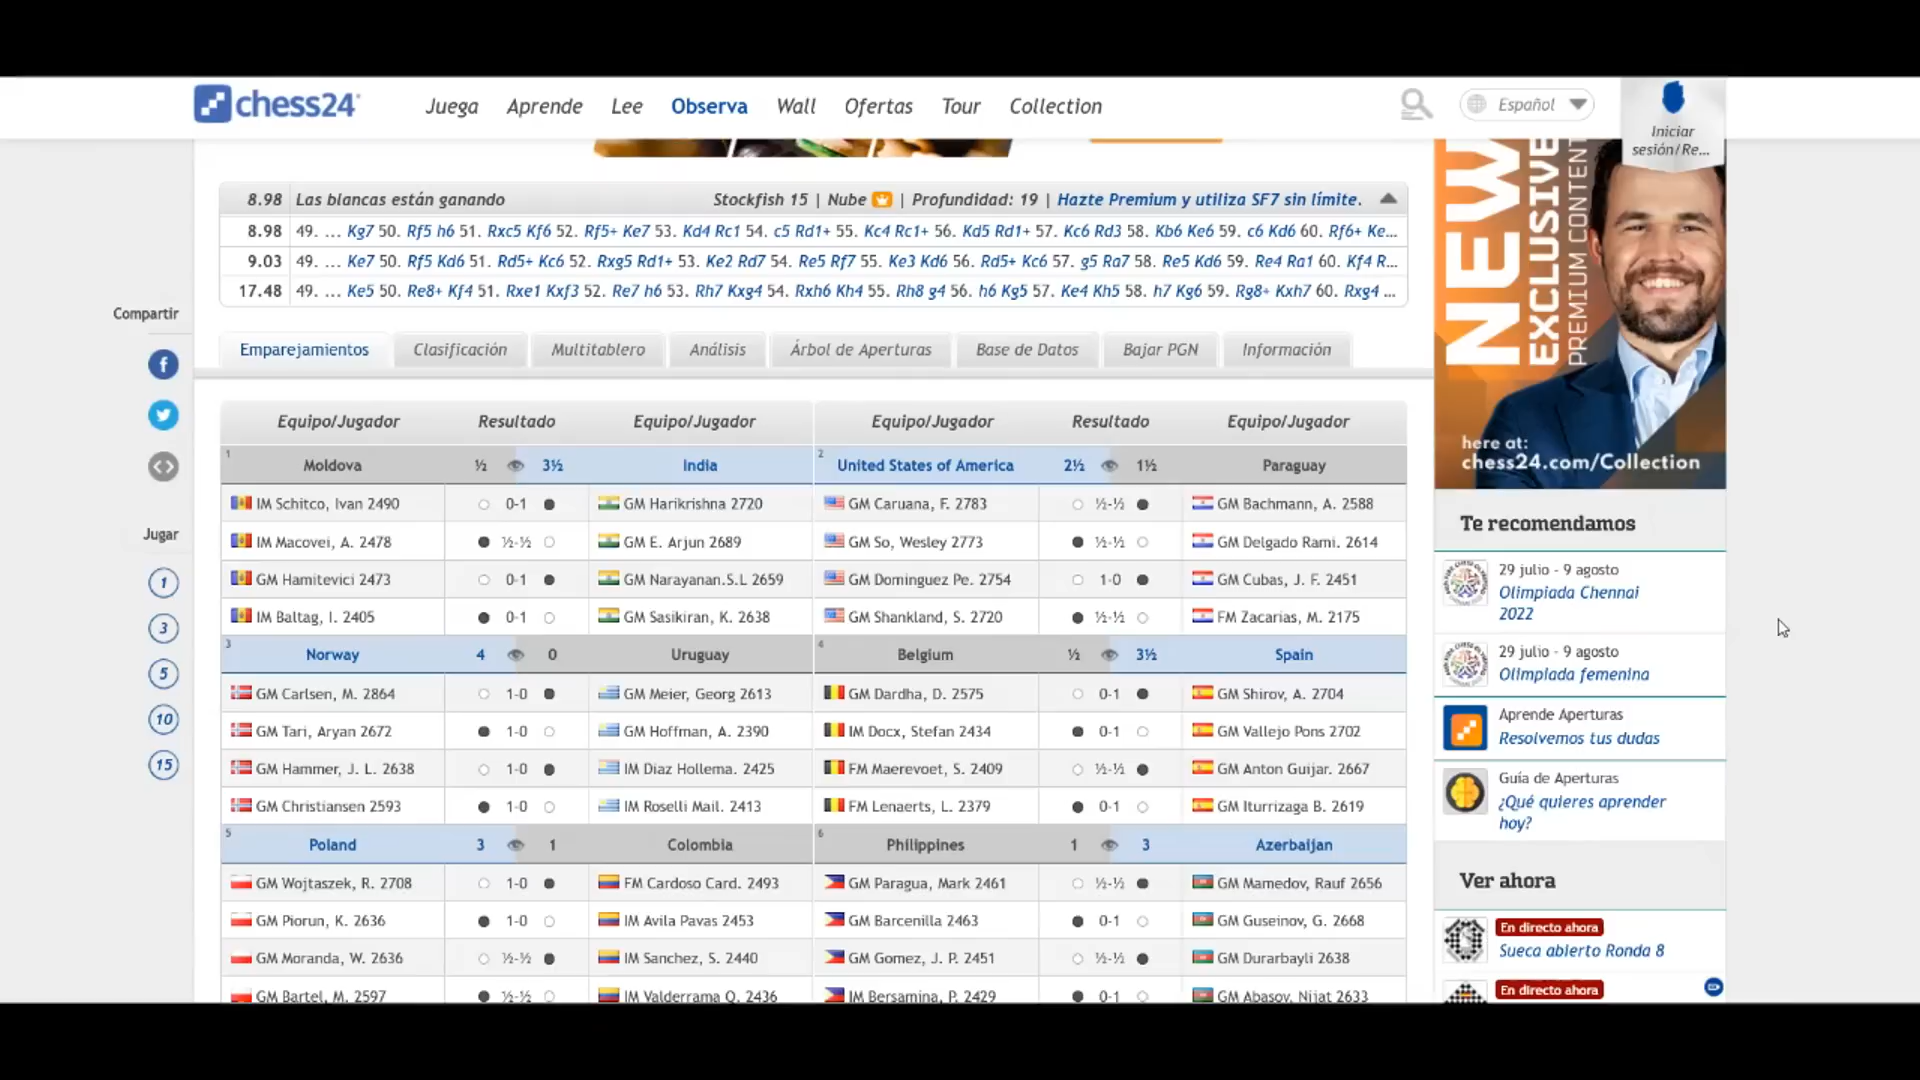 chess24
Juega Aprende Lee Observa Wall Ofertas Tour Collection
Español
Iniciar
sesión/Re...
8.98 Las blancas están ganando Stockfish 15 | Nube | Profundidad: 19 | Hazte Premium y utiliza SF7 sin límite.
8.98 49. ... Kg7 50. Rf5 h6 51. Rxc5 Kf6 52. Rf5+ Ke7 53. Kd4 Rc1 54. c5 Rd1+ 55. Kc4 Rc1+ 56. Kd5 Rd1+ 57. Kc6 Rd3 58. Kb6 Ke6 59. c6 Kd6 60. Rf6+ Ke...
9.03 49. ... Ke7 50. Rf5 Kd6 51. Rd5+ Kc6 52. Rxg5 Rd1+ 53. Ke2 Rd7 54. Re5 Rf7 55. Ke3 Kd6 56. Rd5+ Kc6 57. g5 Ra7 58. Re5 Kd6 59. Re4 Ra1 60. Kf4 R...
17.48 49. ... Ke5 50. Re8+ Kf4 51. Rxe1 Kxf3 52. Re7 h6 53. Rh7 Kxg4 54. Rxh6 Kh4 55. Rh8 g4 56. h6 Kg5 57. Ke4 Kh5 58. h7 Kg6 59. Rg8+ Kxh7 60. Rxg4 ...
Compartir
Jugar
1
3
5
10
15
Emparejamientos Clasificación Multitablero Análisis Árbol de Aperturas Base de Datos Bajar PGN Información
Equipo/Jugador Resultado Equipo/Jugador Equipo/Jugador Resultado Equipo/Jugador
1 Moldova ½ 3½ India 2 United States of America 2½ 1½ Paraguay
IM Schitco, Ivan 2490 0-1 GM Harikrishna 2720 GM Caruana, F. 2783 ½-½ GM Bachmann, A. 2588
IM Macovei, A. 2478 ½-½ GM E. Arjun 2689 GM So, Wesley 2773 ½-½ GM Delgado Rami. 2614
GM Hamitevici 2473 0-1 GM Narayanan.S.L 2659 GM Dominguez Pe. 2754 1-0 GM Cubas, J. F. 2451
IM Baltag, I. 2405 0-1 GM Sasikiran, K. 2638 GM Shankland, S. 2720 ½-½ FM Zacarias, M. 2175
3 Norway 4 0 Uruguay 4 Belgium ½ 3½ Spain
GM Carlsen, M. 2864 1-0 GM Meier, Georg 2613 GM Dardha, D. 2575 0-1 GM Shirov, A. 2704
GM Tari, Aryan 2672 1-0 GM Hoffman, A. 2390 IM Docx, Stefan 2434 0-1 GM Vallejo Pons 2702
GM Hammer, J. L. 2638 1-0 IM Diaz Hollema. 2425 FM Maerevoet, S. 2409 ½-½ GM Anton Guijar. 2667
GM Christiansen 2593 1-0 IM Roselli Mail. 2413 FM Lenaerts, L. 2379 0-1 GM Iturrizaga B. 2619
5 Poland 3 1 Colombia 6 Philippines 1 3 Azerbaijan
GM Wojtaszek, R. 2708 1-0 FM Cardoso Card. 2493 GM Paragua, Mark 2461 ½-½ GM Mamedov, Rauf 2656
GM Piorun, K. 2636 1-0 IM Avila Pavas 2453 GM Barcenilla 2463 0-1 GM Guseinov, G. 2668
GM Moranda, W. 2636 ½-½ IM Sanchez, S. 2440 GM Gomez, J. P. 2451 ½-½ GM Durarbayli 2638
GM Bartel, M. 2597 ½-½ IM Valderrama Q. 2436 IM Bersamina, P. 2429 0-1 GM Abasov, Nijat 2633
NEW
EXCLUSIVE
PREMIUM CONTENT
here at:
chess24.com/Collection
Te recomendamos
29 julio - 9 agosto
Olimpiada Chennai
2022
29 julio - 9 agosto
Olimpiada femenina
Aprende Aperturas
Resolvemos tus dudas
Guía de Aperturas
¿Qué quieres aprender
hoy?
Ver ahora
En directo ahora
Sueca abierto Ronda 8
En directo ahora